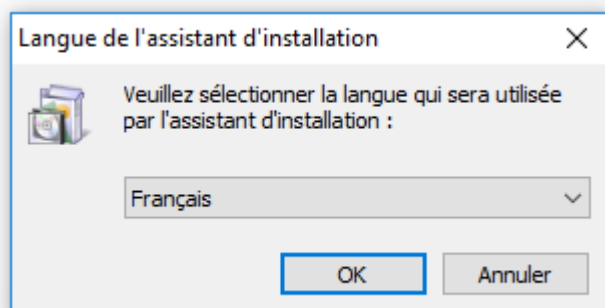 Langue de l'assistant d'installation
Veuillez sélectionner la langue qui sera utilisée
par l'assistant d'installation :
Français
OK
Annuler